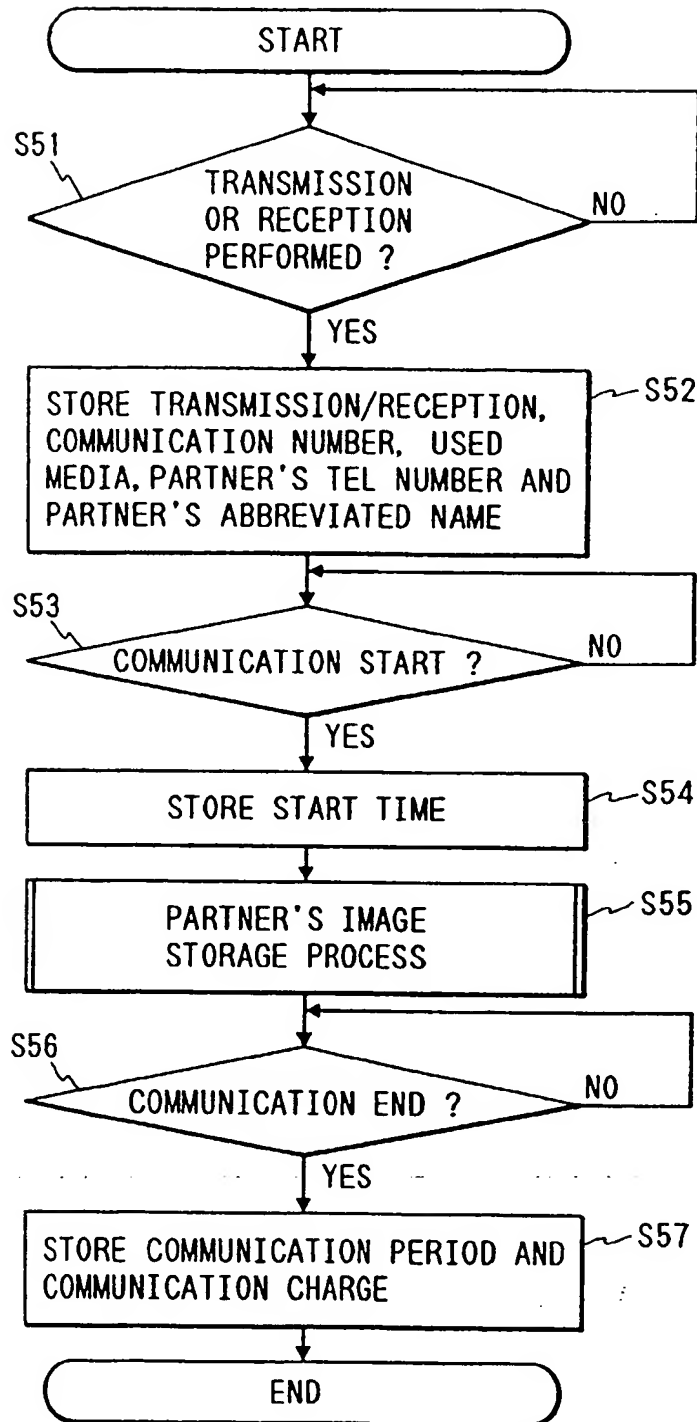 START
S51
TRANSMISSION
OR RECEPTION
PERFORMED ?
NO
YES
S52
STORE TRANSMISSION/RECEPTION,
COMMUNICATION NUMBER, USED
MEDIA, PARTNER'S TEL NUMBER AND
PARTNER'S ABBREVIATED NAME
S53
COMMUNICATION START ?
NO
YES
STORE START TIME
S54
PARTNER'S IMAGE
STORAGE PROCESS
S55
S56
COMMUNICATION END ?
NO
YES
STORE COMMUNICATION PERIOD AND
COMMUNICATION CHARGE
S57
END